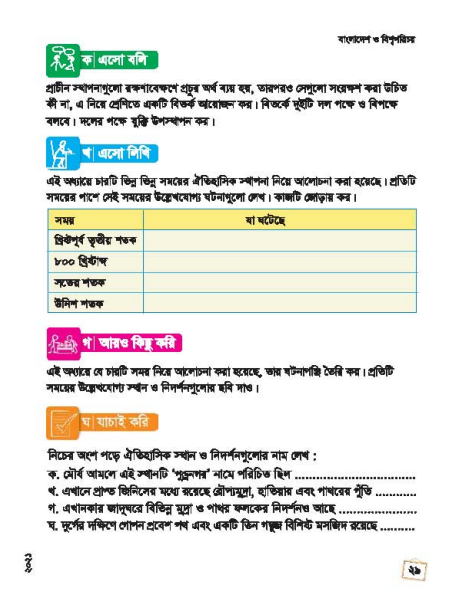 বাংলাদেশ ও বিশ্বপরিচয়
ক এসো বলি
প্রাচীন স্থাপনাগুলো রক্ষণাবেক্ষণে প্রচুর অর্থ ব্যয় হয়, তারপরও সেগুলো সংরক্ষণ করা উচিত
কী না, এ নিয়ে শ্রেণিতে একটি বিতর্ক আয়োজন কর। বিতর্কে দুইটি দল পক্ষে ও বিপক্ষে
বলবে। দলের পক্ষে যুক্তি উপস্থাপন কর।
খ এসো লিখি
এই অধ্যায়ে চারটি ভিন্ন ভিন্ন সময়ের ঐতিহাসিক স্থাপনা নিয়ে আলোচনা করা হয়েছে। প্রতিটি
সময়ের পাশে সেই সময়ের উল্লেখযোগ্য ঘটনাগুলো লেখ। কাজটি জোড়ায় কর।
সময় যা ঘটেছে
খ্রিষ্টপূর্ব তৃতীয় শতক
৮০০ খ্রিষ্টাব্দ
সতের শতক
উনিশ শতক
গ আরও কিছু করি
এই অধ্যায়ে যে চারটি সময় নিয়ে আলোচনা করা হয়েছে, তার ঘটনাপঞ্জি তৈরি কর। প্রতিটি
সময়ের উল্লেখযোগ্য স্থান ও নিদর্শনগুলোর ছবি দাও।
ঘ যাচাই করি
নিচের অংশ পড়ে ঐতিহাসিক স্থান ও নিদর্শনগুলোর নাম লেখ :
ক. মৌর্য আমলে এই স্থানটি ‘পুন্ড্রনগর’ নামে পরিচিত ছিল ................................
খ. এখানে প্রাপ্ত জিনিসের মধ্যে রয়েছে রৌপ্যমুদ্রা, হাতিয়ার এবং পাথরের পুঁতি ............
গ. এখানকার জাদুঘরে বিভিন্ন মুদ্রা ও পাথর ফলকের নিদর্শনও আছে .......................
ঘ. দুর্গের দক্ষিণে গোপন প্রবেশ পথ এবং একটি তিন গম্বুজ বিশিষ্ট মসজিদ রয়েছে ..........
২১